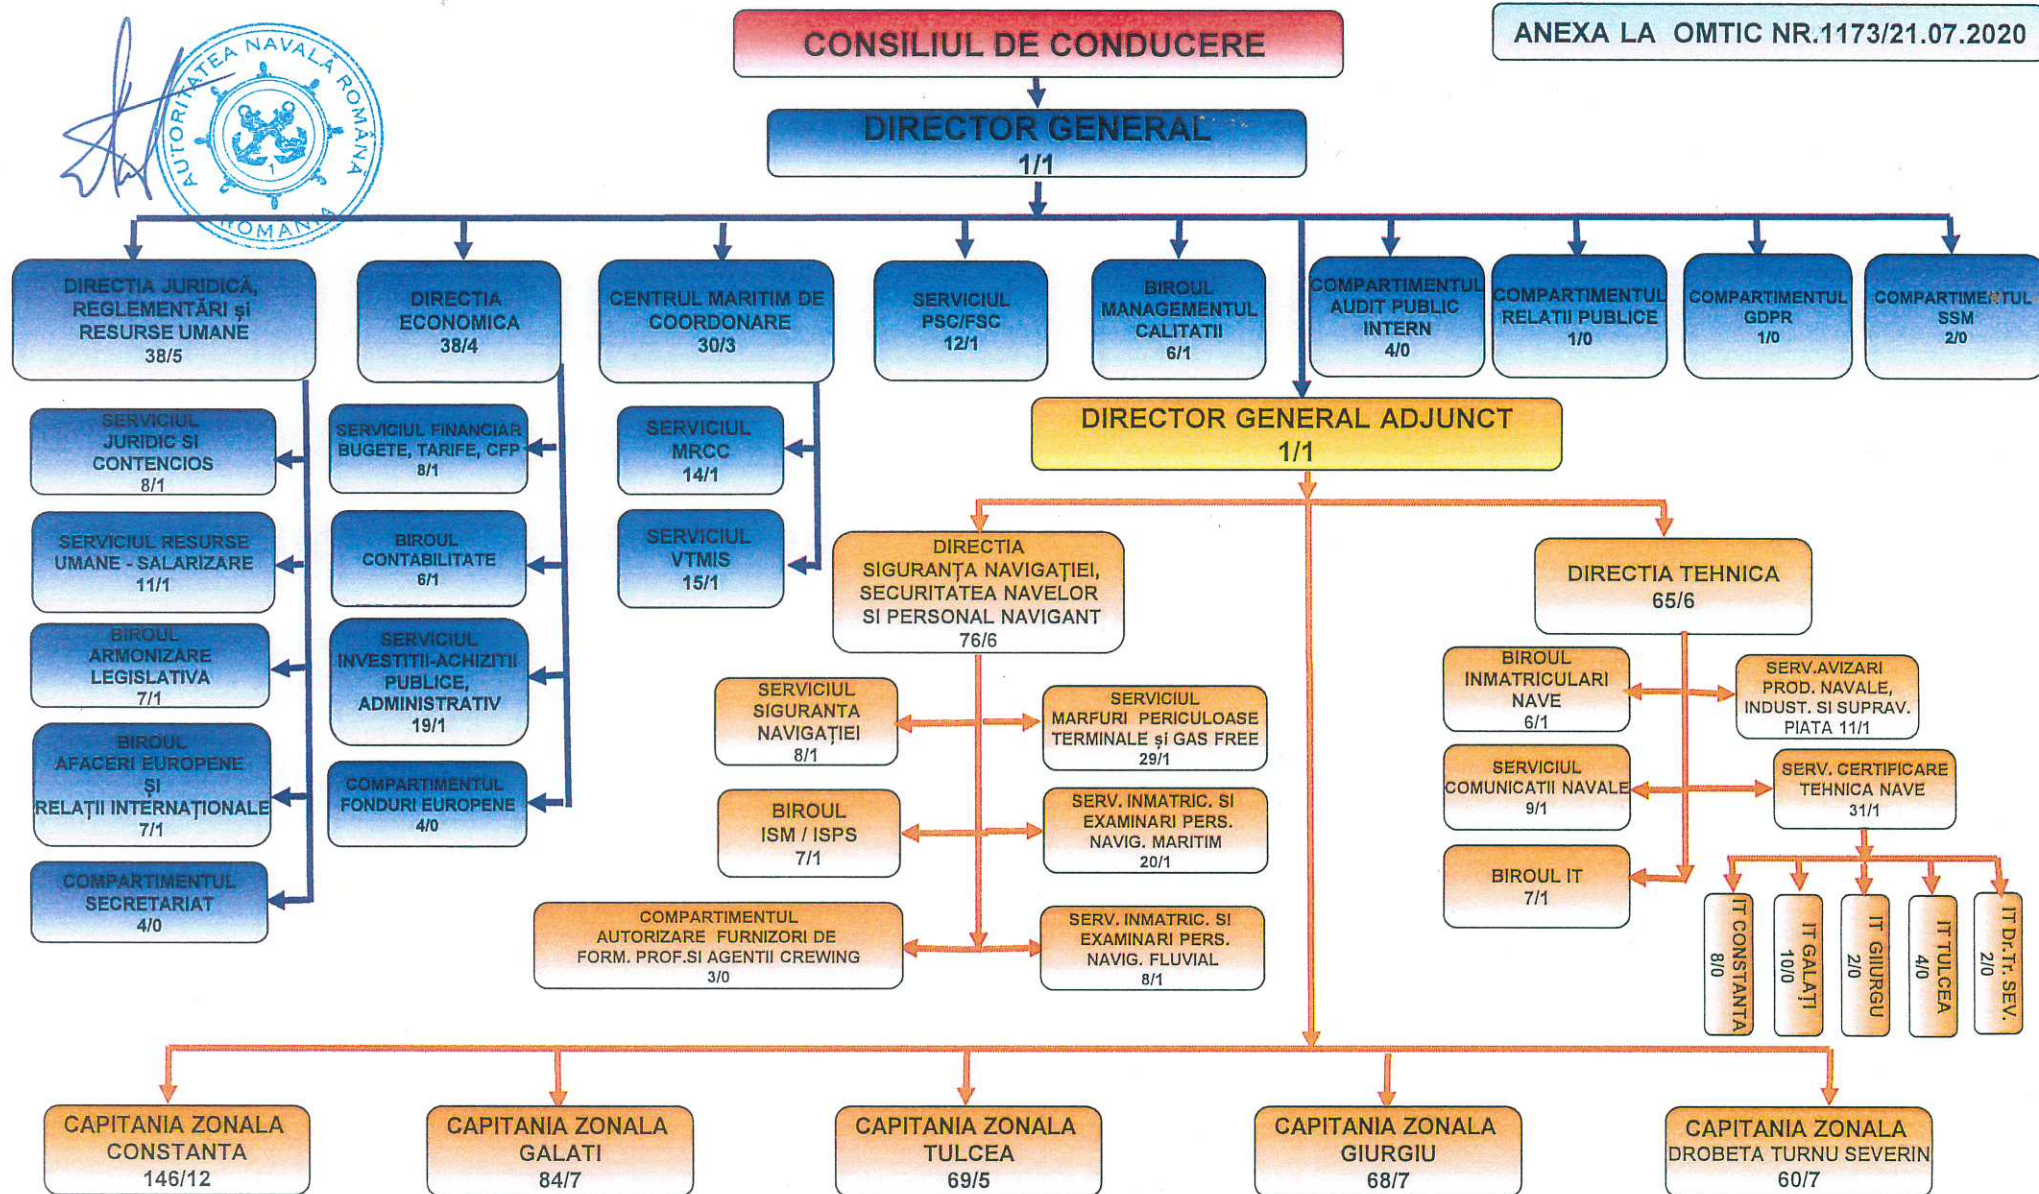 CONSILIUL DE CONDUCERE
ANEXA LA OMTIC NR.1173/21.07.2020
AUTORITATEA NAVALĂ ROMÂNĂ
1
ROMANIA
DIRECTOR GENERAL
1/1
DIRECTIA JURIDICĂ,
REGLEMENTĂRI și
RESURSE UMANE
38/5
DIRECTIA
ECONOMICA
38/4
CENTRUL MARITIM DE
COORDONARE
30/3
SERVICIUL
PSC/FSC
12/1
BIROUL
MANAGEMENTUL
CALITATII
6/1
COMPARTIMENTUL
AUDIT PUBLIC
INTERN
4/0
COMPARTIMENTUL
RELATII PUBLICE
1/0
COMPARTIMENTUL
GDPR
1/0
COMPARTIMENTUL
SSM
2/0
SERVICIUL
JURIDIC SI
CONTENCIOS
8/1
SERVICIUL RESURSE
UMANE - SALARIZARE
11/1
BIROUL
ARMONIZARE
LEGISLATIVA
7/1
BIROUL
AFACERI EUROPENE
ȘI
RELAȚII INTERNAȚIONALE
7/1
COMPARTIMENTUL
SECRETARIAT
4/0
SERVICIUL FINANCIAR
BUGETE, TARIFE, CFP
8/1
BIROUL
CONTABILITATE
6/1
SERVICIUL
INVESTITII-ACHIZITII
PUBLICE,
ADMINISTRATIV
19/1
COMPARTIMENTUL
FONDURI EUROPENE
4/0
SERVICIUL
MRCC
14/1
SERVICIUL
VTMIS
15/1
DIRECTOR GENERAL ADJUNCT
1/1
DIRECTIA
SIGURANȚA NAVIGAȚIEI,
SECURITATEA NAVELOR
SI PERSONAL NAVIGANT
76/6
DIRECTIA TEHNICA
65/6
SERVICIUL
SIGURANTA
NAVIGAȚIEI
8/1
SERVICIUL
MARFURI PERICULOASE
TERMINALE și GAS FREE
29/1
BIROUL
ISM / ISPS
7/1
SERV. INMATRIC. SI
EXAMINARI PERS.
NAVIG. MARITIM
20/1
COMPARTIMENTUL
AUTORIZARE FURNIZORI DE
FORM. PROF.SI AGENTII CREWING
3/0
SERV. INMATRIC. SI
EXAMINARI PERS.
NAVIG. FLUVIAL
8/1
BIROUL
INMATRICULARI
NAVE
6/1
SERV.AVIZARI
PROD. NAVALE,
INDUST. SI SUPRAV.
PIATA 11/1
SERVICIUL
COMUNICATII NAVALE
9/1
SERV. CERTIFICARE
TEHNICA NAVE
31/1
BIROUL IT
7/1
IT CONSTANTA
8/0
IT GALAȚI
10/0
IT GIIURGU
2/0
IT TULCEA
4/0
IT Dr.Tr. SEV.
2/0
CAPITANIA ZONALA
CONSTANTA
146/12
CAPITANIA ZONALA
GALATI
84/7
CAPITANIA ZONALA
TULCEA
69/5
CAPITANIA ZONALA
GIURGIU
68/7
CAPITANIA ZONALA
DROBETA TURNU SEVERIN
60/7